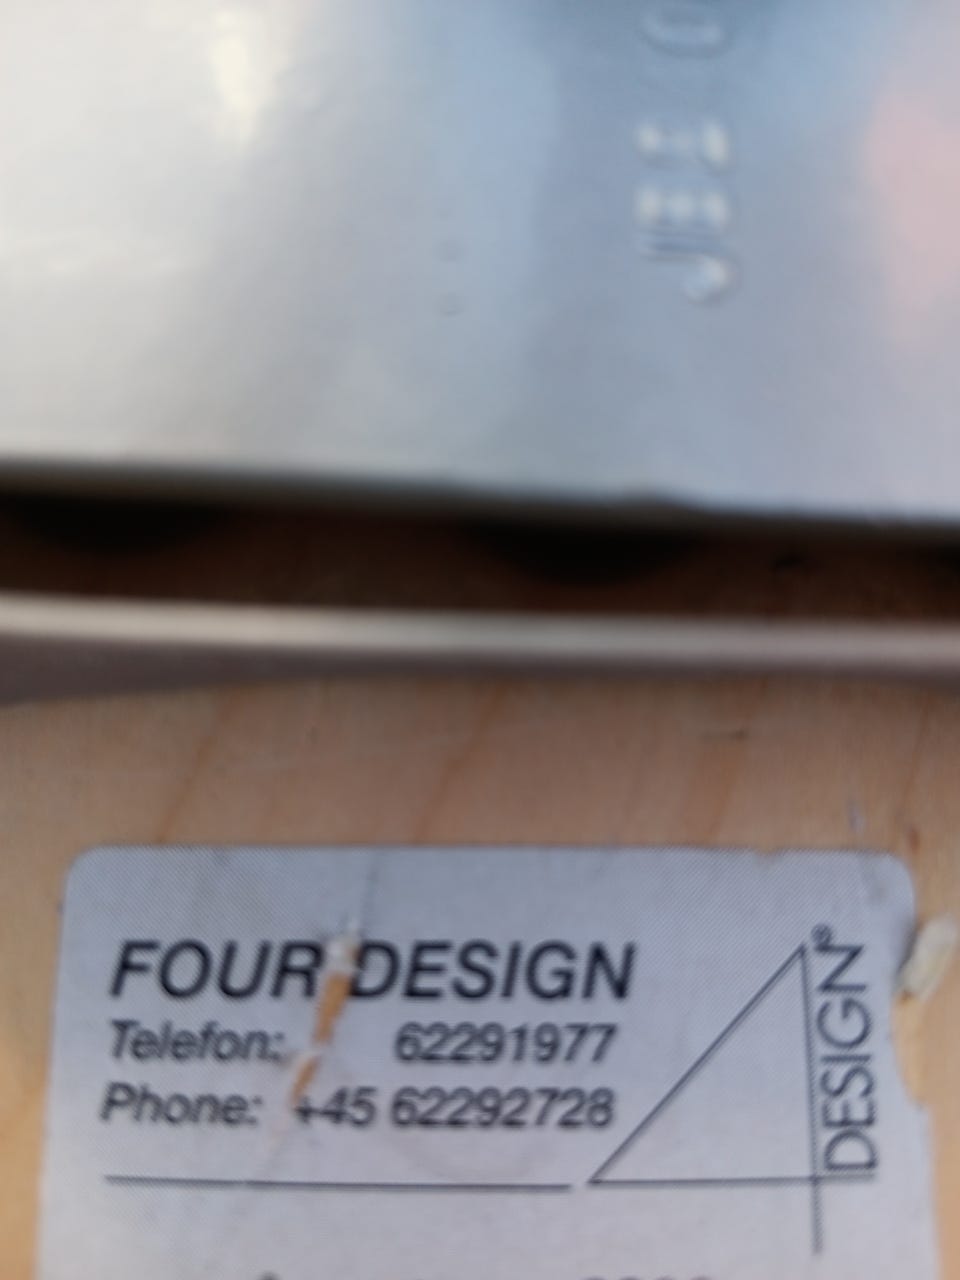 FOUR DESIGN
Telefon: 62291977
Phone: +45 62292728
DESIGN®